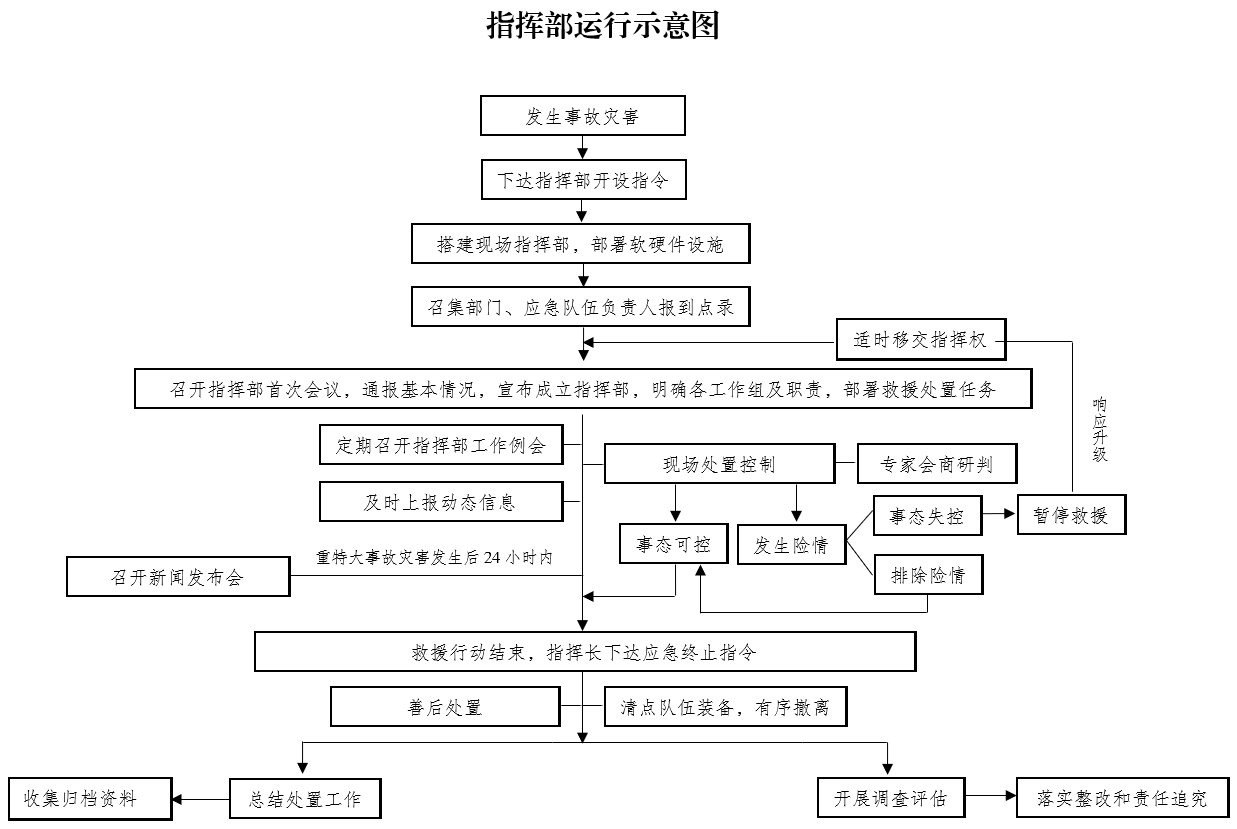 指挥部运行示意图
发生事故灾害
下达指挥部开设指令
搭建现场指挥部，部署软硬件设施
召集部门、应急队伍负责人报到点录
适时移交指挥权
召开指挥部首次会议，通报基本情况，宣布成立指挥部，明确各工作组及职责，部署救援处置任务
响应升级
定期召开指挥部工作例会
现场处置控制
专家会商研判
及时上报动态信息
事态失控
暂停救援
事态可控
发生险情
重特大事故灾害发生后 24 小时内
召开新闻发布会
排除险情
救援行动结束，指挥长下达应急终止指令
善后处置
清点队伍装备，有序撤离
收集归档资料
总结处置工作
开展调查评估
落实整改和责任追究